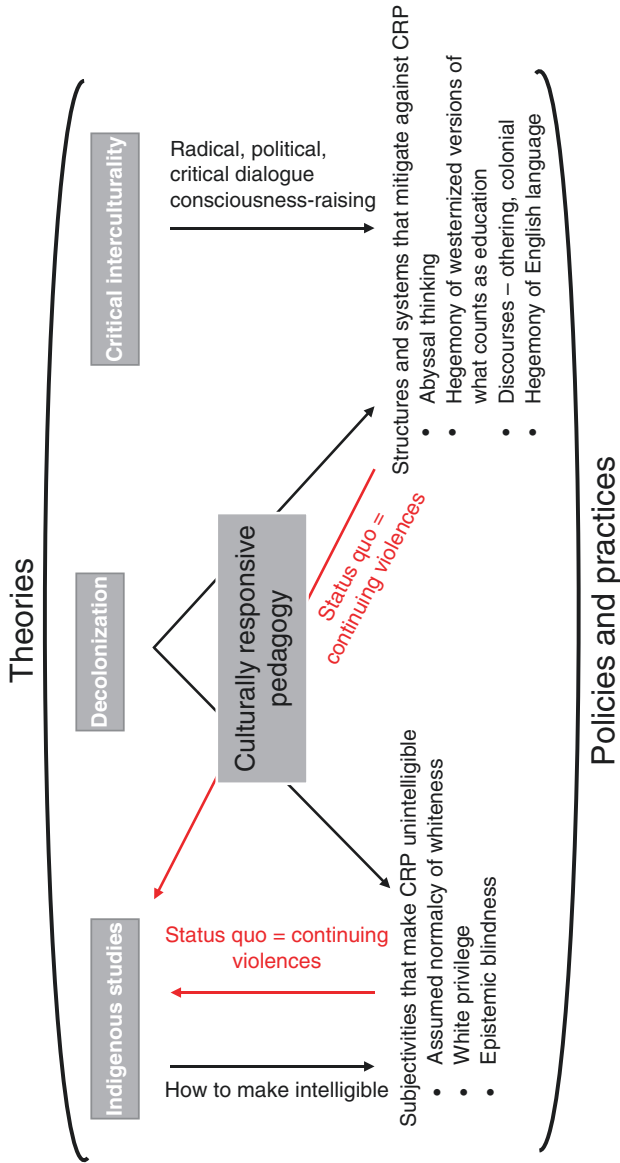 Theories
Indigenous studies
Decolonization
Critical interculturality
How to make intelligible
Status quo = continuing
violences
Culturally responsive
pedagogy
Status quo =
continuing violences
Radical, political,
critical dialogue
consciousness-raising
Subjectivities that make CRP unintelligible
• Assumed normalcy of whiteness
• White privilege
• Epistemic blindness
Structures and systems that mitigate against CRP
• Abyssal thinking
• Hegemony of westernized versions of
what counts as education
• Discourses – othering, colonial
• Hegemony of English language
Policies and practices